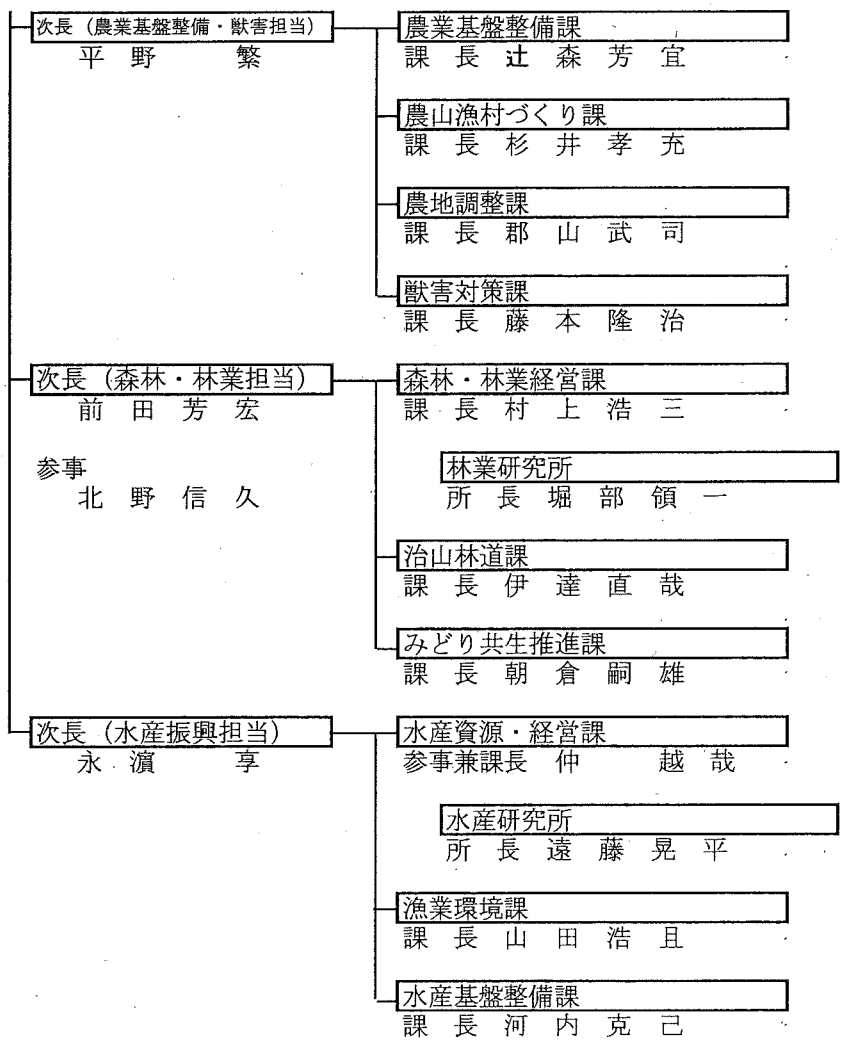 次長（農業基盤整備・獣害担当）
平野 繁
農業基盤整備課
課長 辻森芳宜
農山漁村づくり課
課長 杉井孝充
農地調整課
課長 郡山武司
獣害対策課
課長 藤本隆治
次長（森林・林業担当）
前田芳宏
参事
北野信久
森林・林業経営課
課長 村上浩三
林業研究所
所長 堀部領一
治山林道課
課長 伊達直哉
みどり共生推進課
課長 朝倉嗣雄
次長（水産振興担当）
永濵 享
水産資源・経営課
参事兼課長 仲 越哉
水産研究所
所長 遠藤晃平
漁業環境課
課長 山田浩且
水産基盤整備課
課長 河内克己